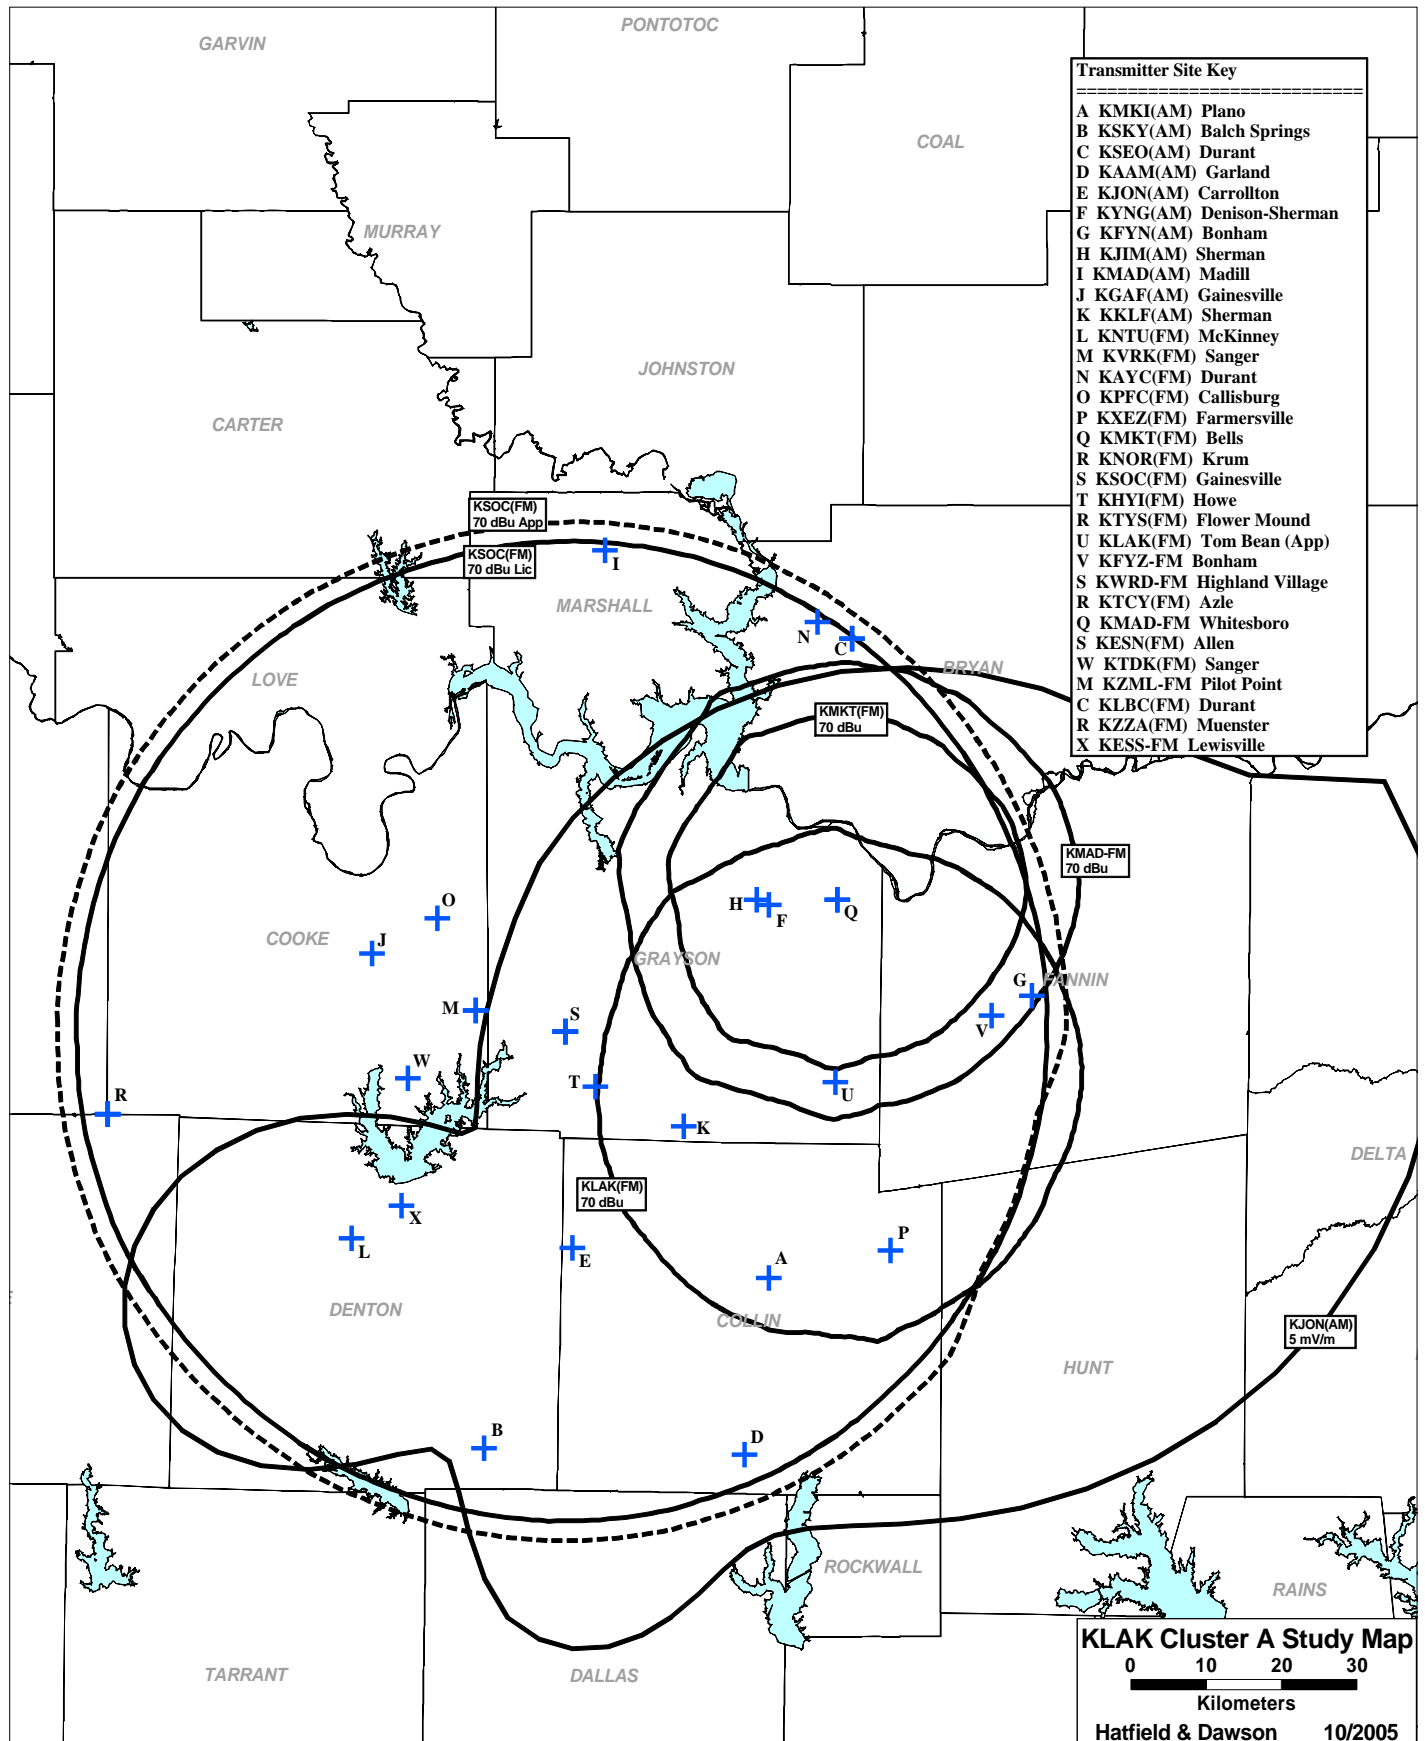 GARVIN
PONTOTOC
COAL
MURRAY
JOHNSTON
CARTER
Transmitter Site Key
==============================
A KMKI(AM) Plano
B KSKY(AM) Balch Springs
C KSEO(AM) Durant
D KAAM(AM) Garland
E KJON(AM) Carrollton
F KYNG(AM) Denison-Sherman
G KFYN(AM) Bonham
H KJIM(AM) Sherman
I KMAD(AM) Madill
J KGAF(AM) Gainesville
K KKLF(AM) Sherman
L KNTU(FM) McKinney
M KVRK(FM) Sanger
N KAYC(FM) Durant
O KPFC(FM) Callisburg
P KXEZ(FM) Farmersville
Q KMKT(FM) Bells
R KNOR(FM) Krum
S KSOC(FM) Gainesville
T KHYI(FM) Howe
R KTYS(FM) Flower Mound
U KLAK(FM) Tom Bean (App)
V KFYZ-FM Bonham
S KWRD-FM Highland Village
R KTCY(FM) Azle
Q KMAD-FM Whitesboro
S KESN(FM) Allen
W KTDK(FM) Sanger
M KZML-FM Pilot Point
C KLBC(FM) Durant
R KZZA(FM) Muenster
X KESS-FM Lewisville
KSOC(FM)
70 dBu App
KSOC(FM)
70 dBu Lic
I
MARSHALL
N
C
BRYAN
LOVE
KMKT(FM)
70 dBu
KMAD-FM
70 dBu
O
H
F
Q
COOKE
J
GRAYSON
G
FANNIN
M
S
V
W
T
U
R
K
DELTA
KLAK(FM)
70 dBu
X
L
E
P
A
DENTON
COLLIN
KJON(AM)
5 mV/m
HUNT
B
D
ROCKWALL
RAINS
TARRANT
DALLAS
KLAK Cluster A Study Map
0 10 20 30
Kilometers
Hatfield & Dawson 10/2005